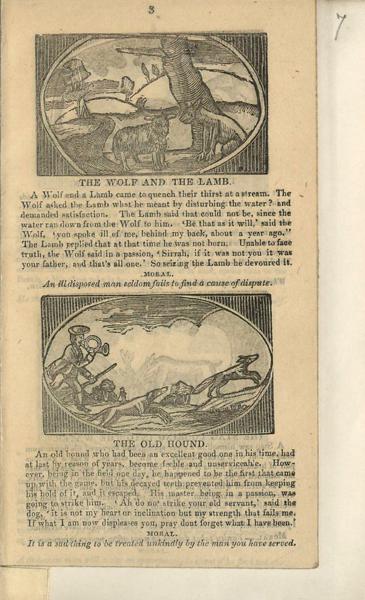 3
7
THE WOLF AND THE LAMB.
A Wolf and a Lamb came to quench their thirst at a stream. The
Wolf asked the Lamb what he meant by disturbing the water? and
demanded satisfaction. The Lamb said that could not be, since the
water ran down from the Wolf to him. 'Be that as it will,' said the
Wolf, 'you spoke ill of me, behind my back, about a year ago."
The Lamb replied that at that time he was not born. Unable to face
truth, the Wolf said in a passion, 'Sirrah, if it was not you it was
your father, and that's all one.' So seizing the Lamb he devoured it.
MORAL.
An ill disposed man seldom fails to find a cause of dispute.
THE OLD HOUND.
An old hound who had been an excellent good one in his time, had
at last by reason of years, become feeble and unserviceable. How-
ever, being in the field one day, he happened to be the first that came
up with the game, but his decayed teeth prevented him from keeping
his hold of it, and it escaped. His master being in a passion, was
going to strike him. 'Ah do not strike your old servant,' said the
dog, 'it is not my heart or inclination but my strength that fails me.
If what I am now displeases you, pray dont forget what I have been.'
MORAL.
It is a sad thing to be treated unkindly by the man you have served.